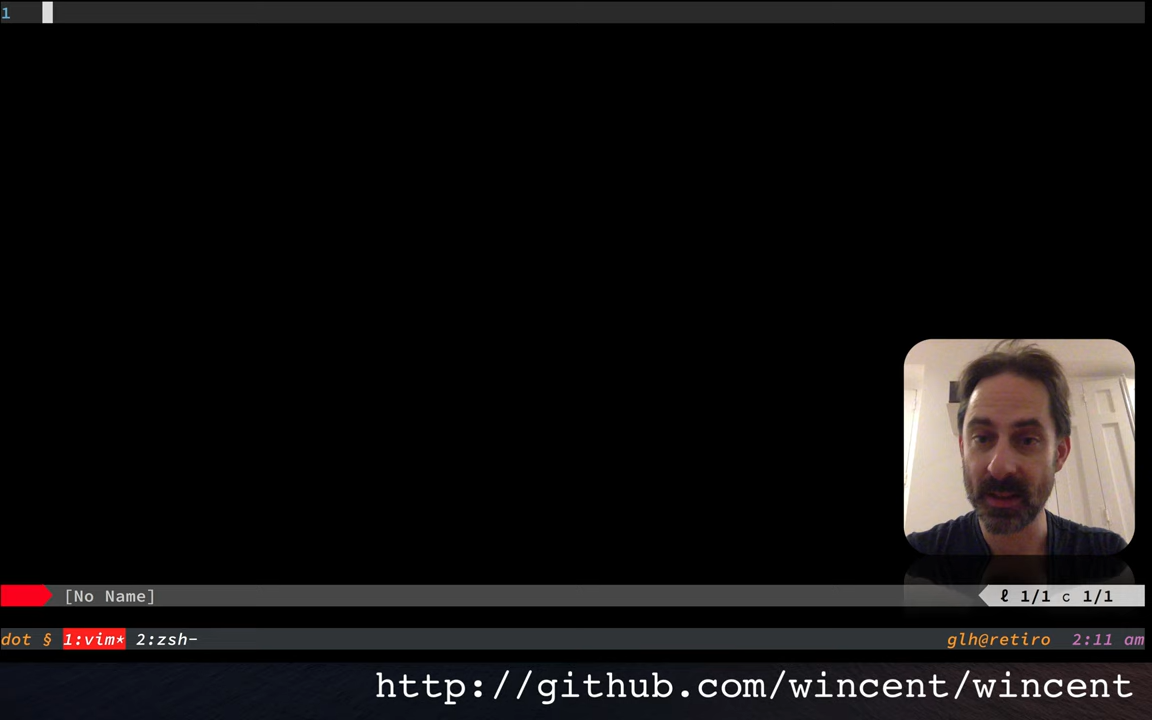 1
[No Name]
ℓ 1/1 c 1/1
dot § 1:vim* 2:zsh-
glh@retiro 2:11 am
http://github.com/wincent/wincent